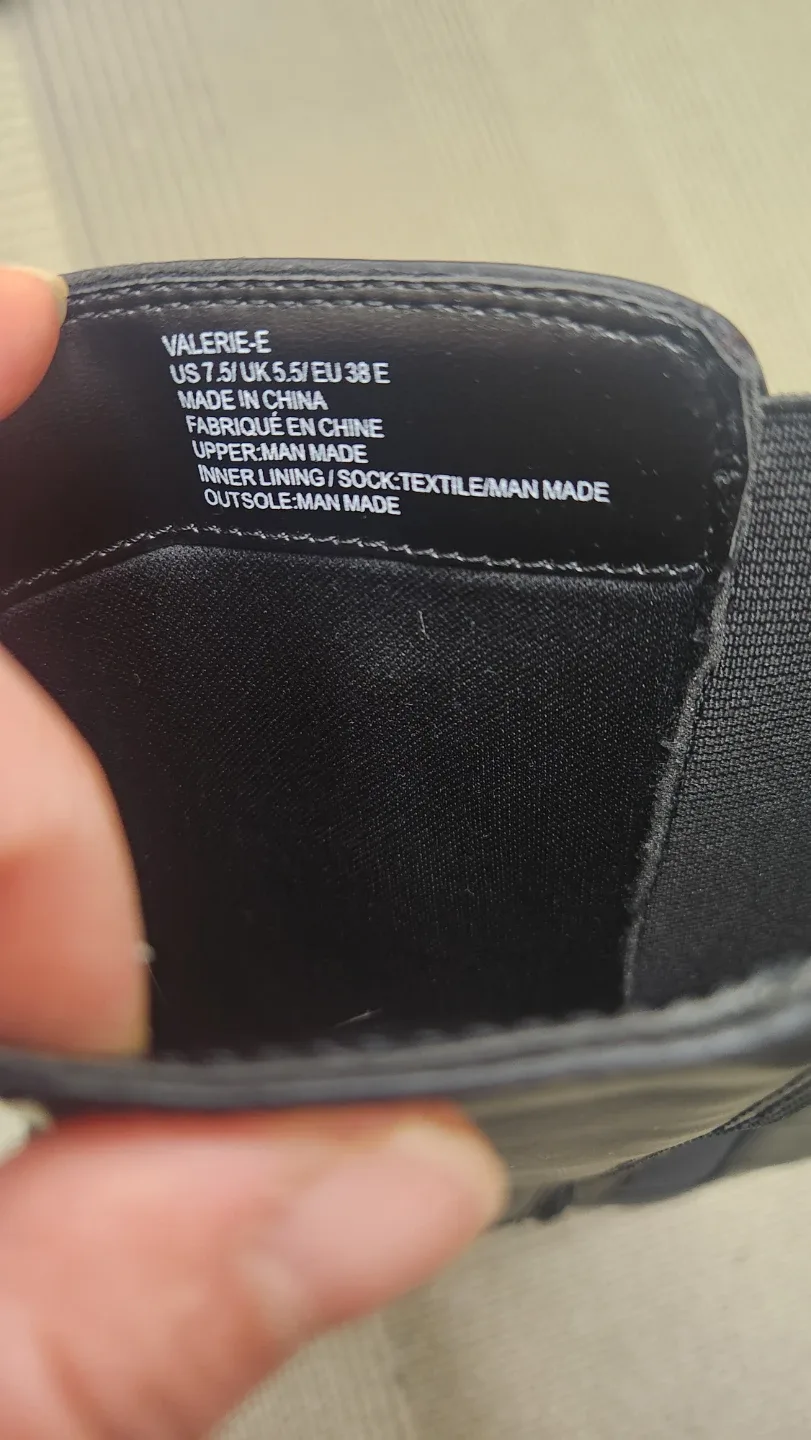 VALERIE-E
US 7.5/ UK 5.5/ EU 38 E
MADE IN CHINA
FABRIQUÉ EN CHINE
UPPER:MAN MADE
INNER LINING / SOCK:TEXTILE/MAN MADE
OUTSOLE:MAN MADE